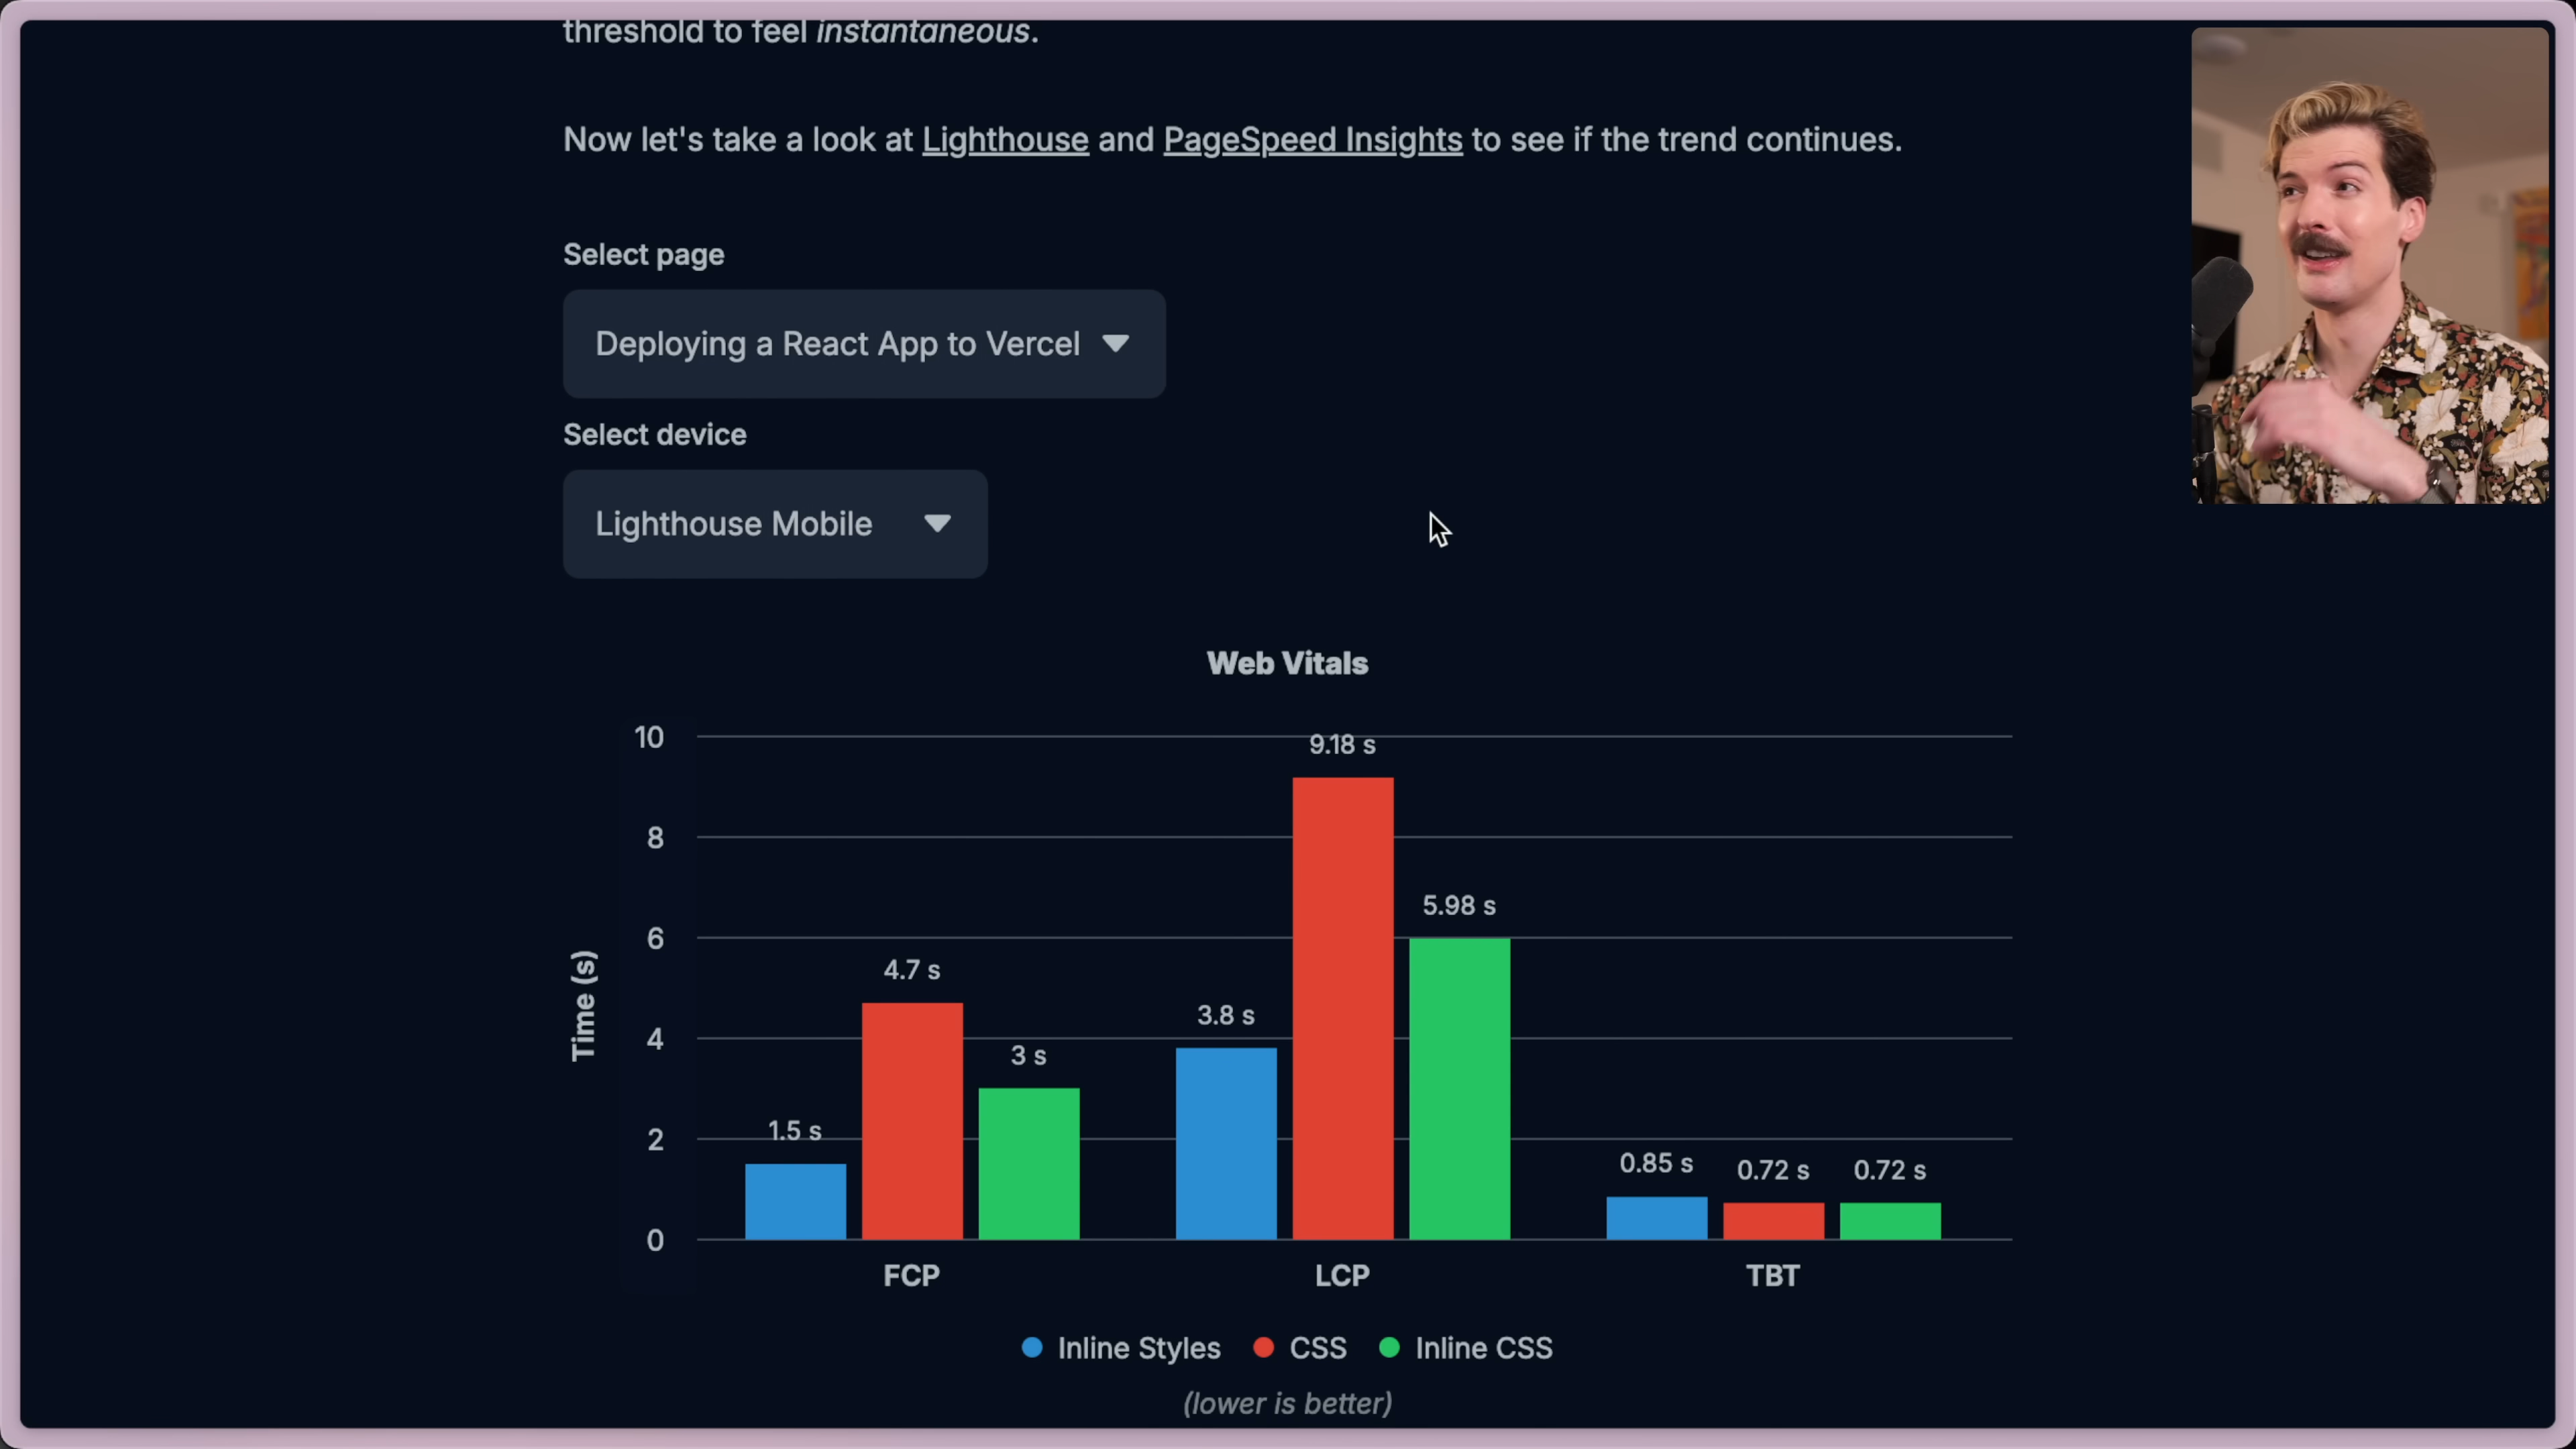 threshold to feel instantaneous.
Now let's take a look at Lighthouse and PageSpeed Insights to see if the trend continues.
Select page
Deploying a React App to Vercel
Select device
Lighthouse Mobile
Web Vitals
10
8
6
4
2
0
Time (s)
1.5 s
4.7 s
3 s
3.8 s
9.18 s
5.98 s
0.85 s
0.72 s
0.72 s
FCP
LCP
TBT
Inline Styles
CSS
Inline CSS
(lower is better)